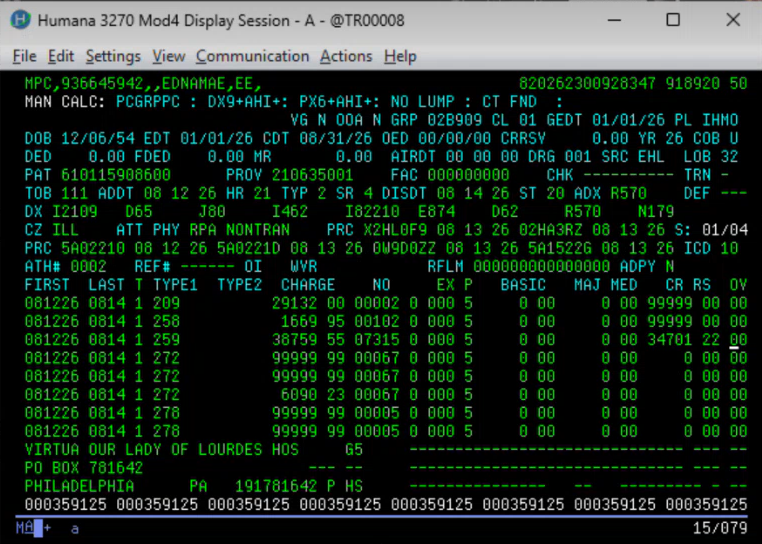 Humana 3270 Mod4 Display Session - A - @TR00008
File Edit Settings View Communication Actions Help
MPC,936645942,,EDNAMAE,EE, 820262300928347 918920 50
MAN CALC: PCGRPPC : DX9+AHI+: PX6+AHI+: NO LUMP : CT FND :
VG N OOA N GRP 02B909 CL 01 GEDT 01/01/26 PL IHMO
DOB 12/06/54 EDT 01/01/26 CDT 08/31/26 OED 00/00/00 CRRSV 0.00 YR 26 COB U
DED 0.00 FDED 0.00 MR 0.00 AIRDT 00 00 00 DRG 001 SRC EHL LOB 32
PAT 610115908600 PROV 210635001 FAC 000000000 CHK ---------- TRN -
TOB 111 ADDT 08 12 26 HR 21 TYP 2 SR 4 DISDT 08 14 26 ST 20 ADX R570 DEF ---
DX I2109 D65 J80 I462 I82210 E874 D62 R570 N179
CZ ILL ATT PHY RPA NONTRAN PRC X2HL0F9 08 13 26 02HA3RZ 08 13 26 S: 01/04
PRC 5A02210 08 12 26 5A0221D 08 13 26 0W9D0ZZ 08 13 26 5A1522G 08 13 26 ICD 10
ATH# 0002 REF# ------ OI WVR RFLM 0000000000000 ADPY N
FIRST LAST T TYPE1 TYPE2 CHARGE NO EX P BASIC MAJ MED CR RS OV
081226 0814 1 209 29132 00 00002 0 000 5 0 00 0 00 99999 00 00
081226 0814 1 258 1669 95 00102 0 000 5 0 00 0 00 99999 00 00
081226 0814 1 259 38759 55 07315 0 000 5 0 00 0 00 34701 22 00
081226 0814 1 272 99999 99 00067 0 000 5 0 00 0 00 0 00 00
081226 0814 1 272 99999 99 00067 0 000 5 0 00 0 00 0 00 00
081226 0814 1 272 6090 23 00067 0 000 5 0 00 0 00 0 00 00
081226 0814 1 278 99999 99 00005 0 000 5 0 00 0 00 0 00 00
081226 0814 1 278 99999 99 00005 0 000 5 0 00 0 00 0 00 00
VIRTUA OUR LADY OF LOURDES HOS G5 ------------------------------- --- --
PO BOX 781642 --- -- ------------------------------- --- --
PHILADELPHIA PA 191781642 P HS --------------- -- ---------- --- --
000359125 000359125 000359125 000359125 000359125 000359125 000359125
MA + a 15/079